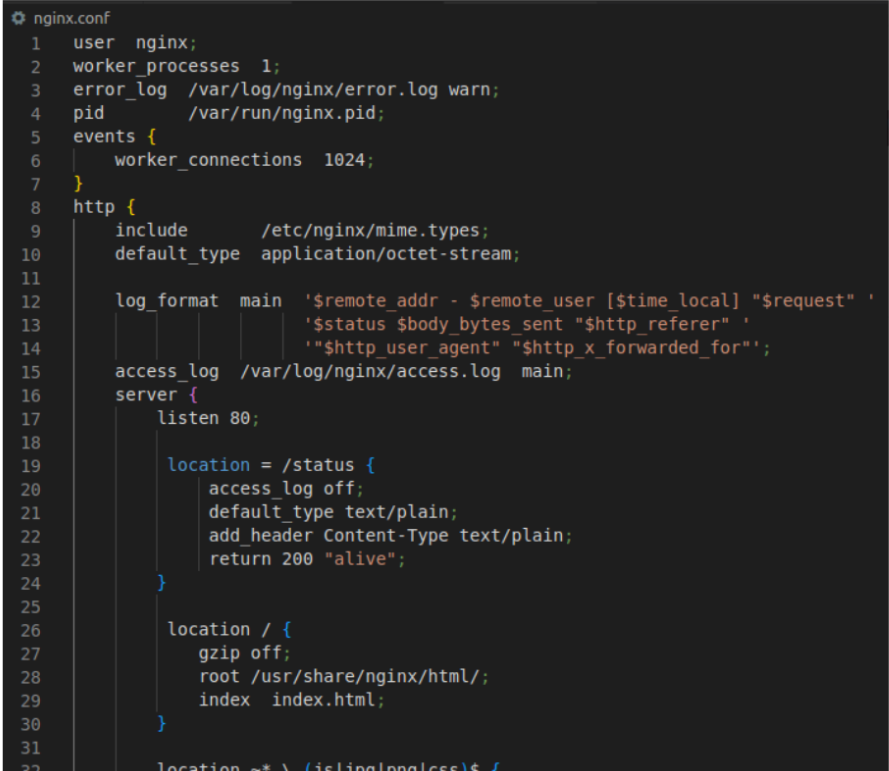 nginx.conf
1 user  nginx;
2 worker_processes  1;
3 error_log  /var/log/nginx/error.log warn;
4 pid        /var/run/nginx.pid;
5 events {
6     worker_connections  1024;
7 }
8 http {
9     include       /etc/nginx/mime.types;
10     default_type  application/octet-stream;
11
12     log_format  main  '$remote_addr - $remote_user [$time_local] "$request" '
13                       '$status $body_bytes_sent "$http_referer" '
14                       '"$http_user_agent" "$http_x_forwarded_for"';
15     access_log  /var/log/nginx/access.log  main;
16     server {
17         listen 80;
18
19          location = /status {
20              access_log off;
21              default_type text/plain;
22              add_header Content-Type text/plain;
23              return 200 "alive";
24         }
25
26          location / {
27             gzip off;
28             root /usr/share/nginx/html/;
29             index  index.html;
30         }
31
32         location ~* \.(js|jpg|png|css)$ {